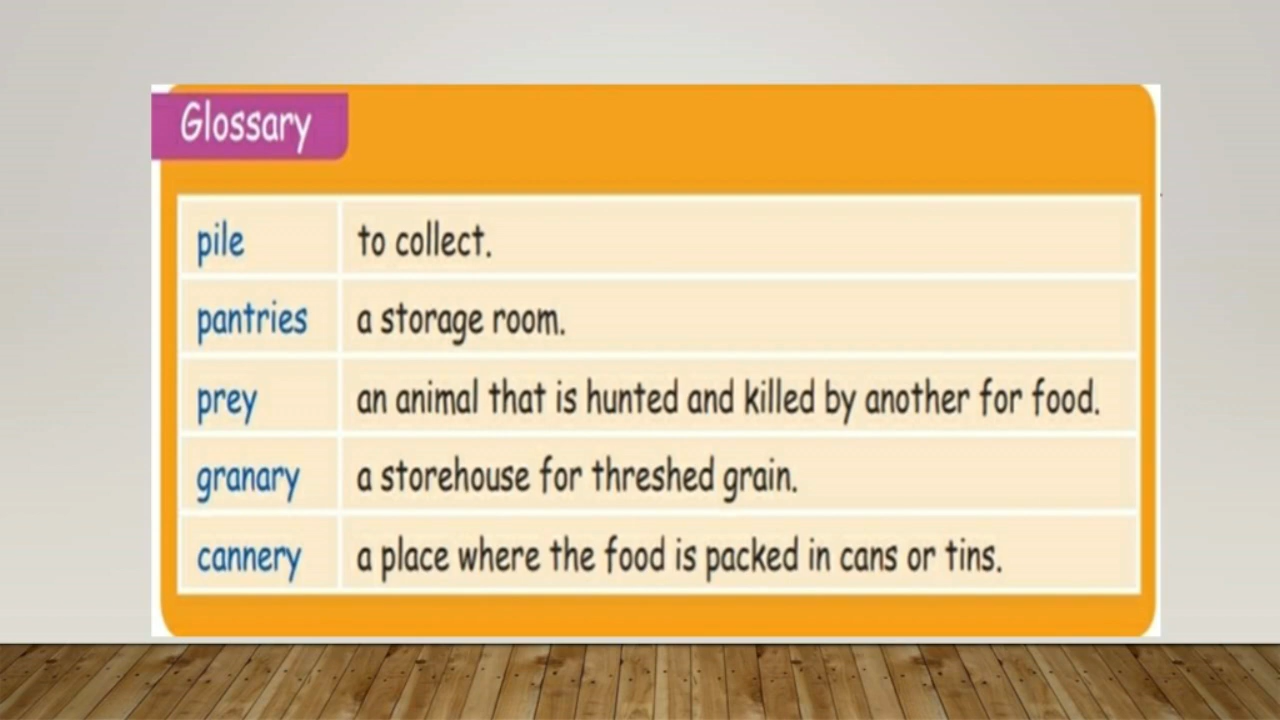 Glossary
pile to collect.
pantries a storage room.
prey an animal that is hunted and killed by another for food.
granary a storehouse for threshed grain.
cannery a place where the food is packed in cans or tins.